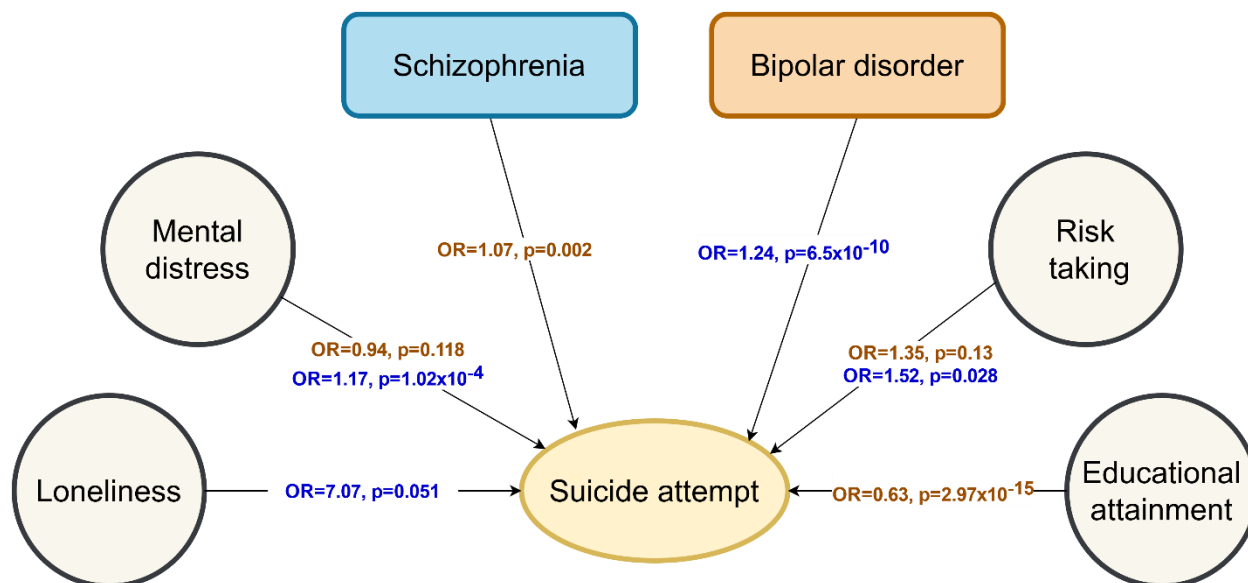 Schizophrenia
Bipolar disorder
Mental
distress
Risk
taking
OR=1.07, p=0.002
OR=1.24, p=6.5x10⁻¹⁰
OR=0.94, p=0.118
OR=1.17, p=1.02x10⁻⁴
OR=1.35, p=0.13
OR=1.52, p=0.028
Loneliness
OR=7.07, p=0.051
Suicide attempt
OR=0.63, p=2.97x10⁻¹⁵
Educational
attainment